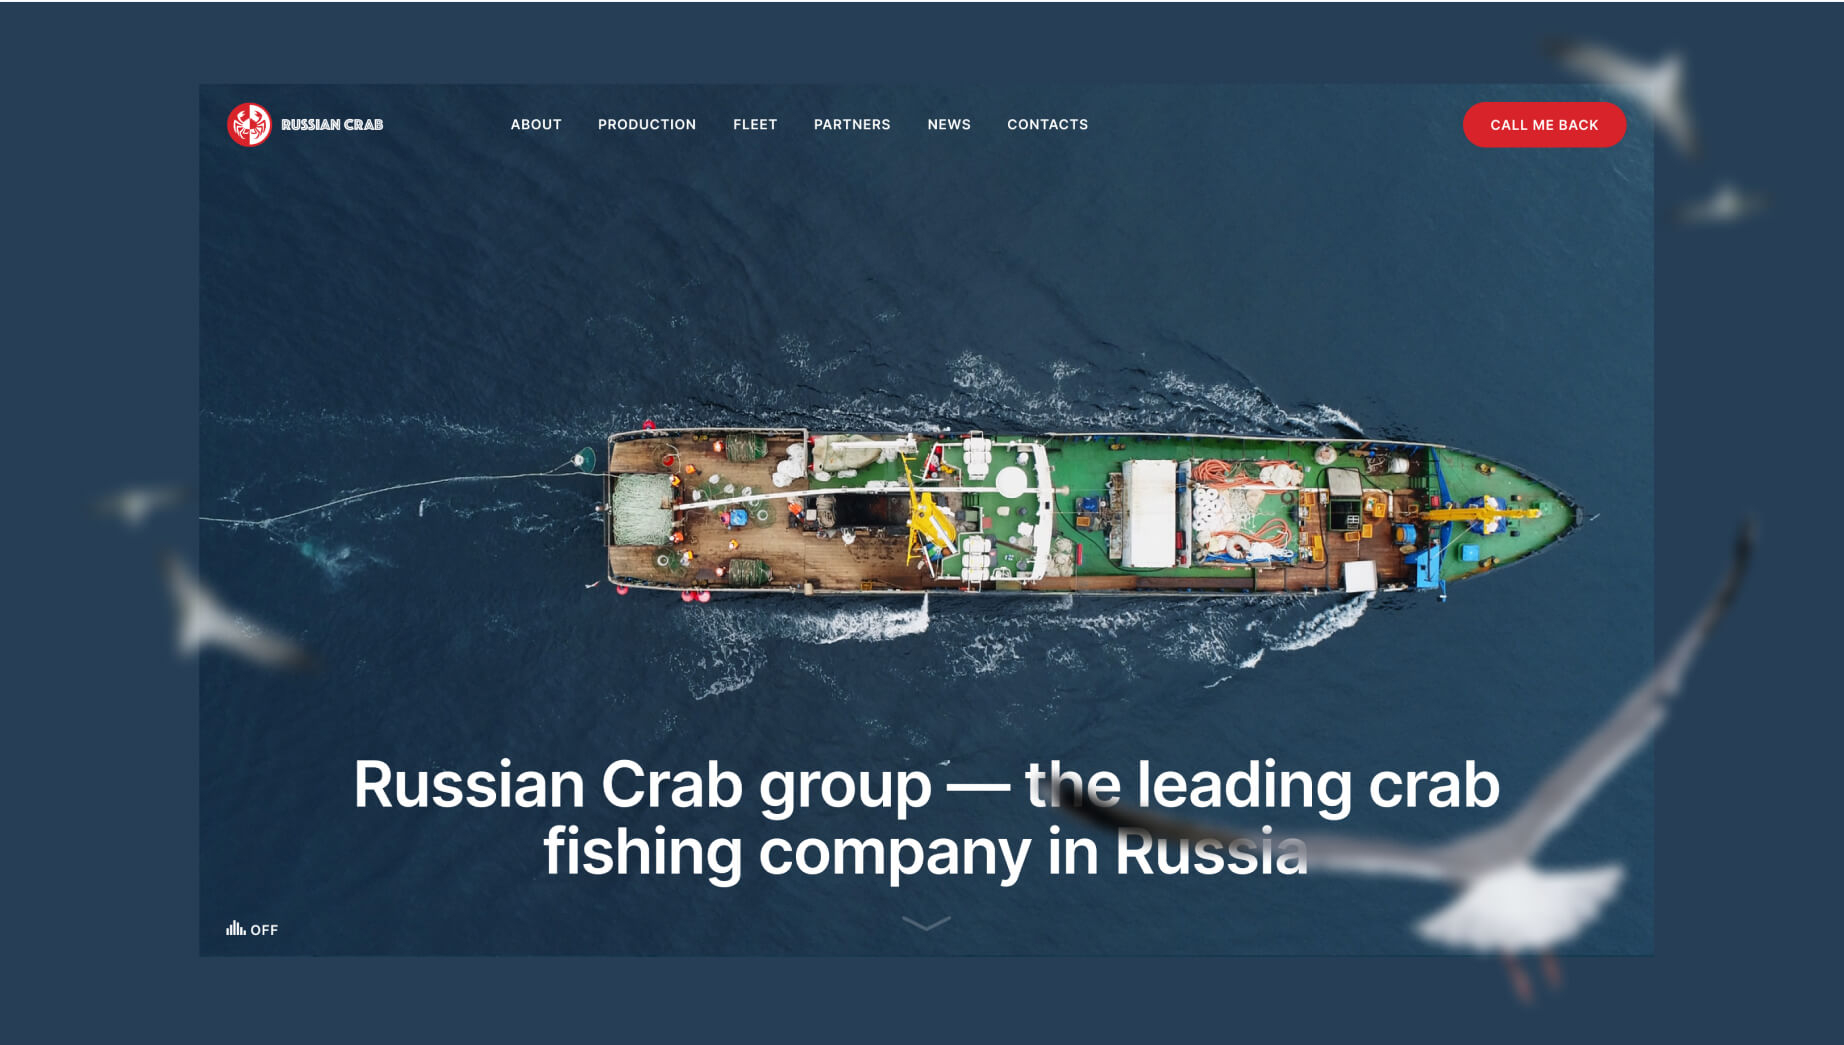 RUSSIAN CRAB
ABOUT PRODUCTION FLEET PARTNERS NEWS CONTACTS
CALL ME BACK
Russian Crab group — the leading crab
fishing company in Russia
OFF